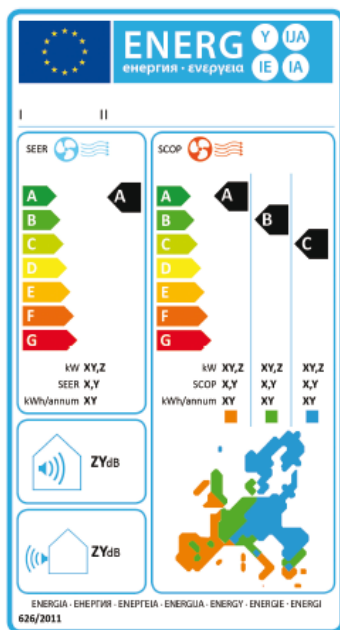 ENERG Y IJA
енергия · ενεργεια IE IA
I II
SEER
A A
B
C
D
E
F
G
kW XY,Z
SEER X,Y
kWh/annum XY
SCOP
A A
B B
C C
D
E
F
G
kW XY,Z XY,Z XY,Z
SCOP X,Y X,Y X,Y
kWh/annum XY XY XY
ZYdB
ZYdB
ENERGIA · ЕНЕРГИЯ · ΕΝΕΡΓΕΙΑ · ENERGIJA · ENERGY · ENERGIE · ENERGI
626/2011